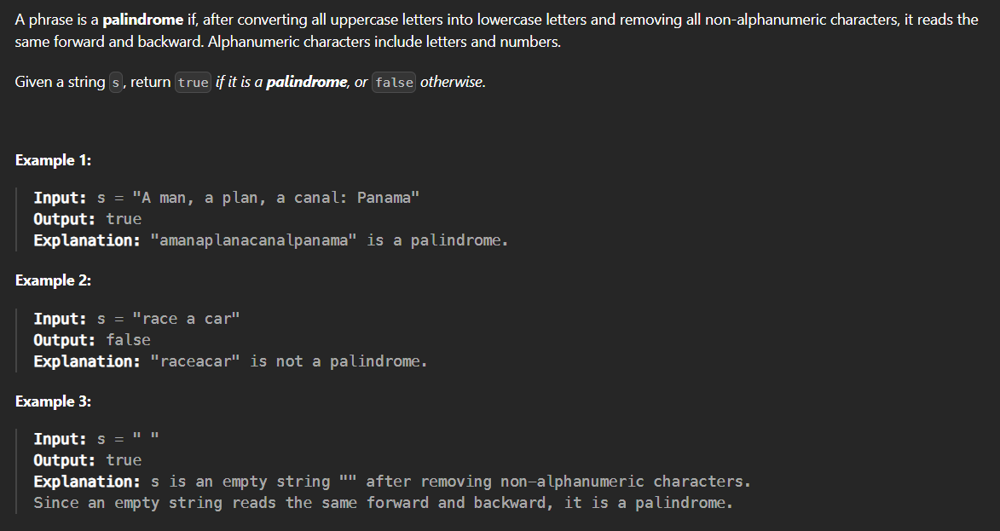 A phrase is a palindrome if, after converting all uppercase letters into lowercase letters and removing all non-alphanumeric characters, it reads the
same forward and backward. Alphanumeric characters include letters and numbers.
Given a string s, return true if it is a palindrome, or false otherwise.
Example 1:
Input: s = "A man, a plan, a canal: Panama"
Output: true
Explanation: "amanaplanacanalpanama" is a palindrome.
Example 2:
Input: s = "race a car"
Output: false
Explanation: "raceacar" is not a palindrome.
Example 3:
Input: s = " "
Output: true
Explanation: s is an empty string "" after removing non-alphanumeric characters.
Since an empty string reads the same forward and backward, it is a palindrome.